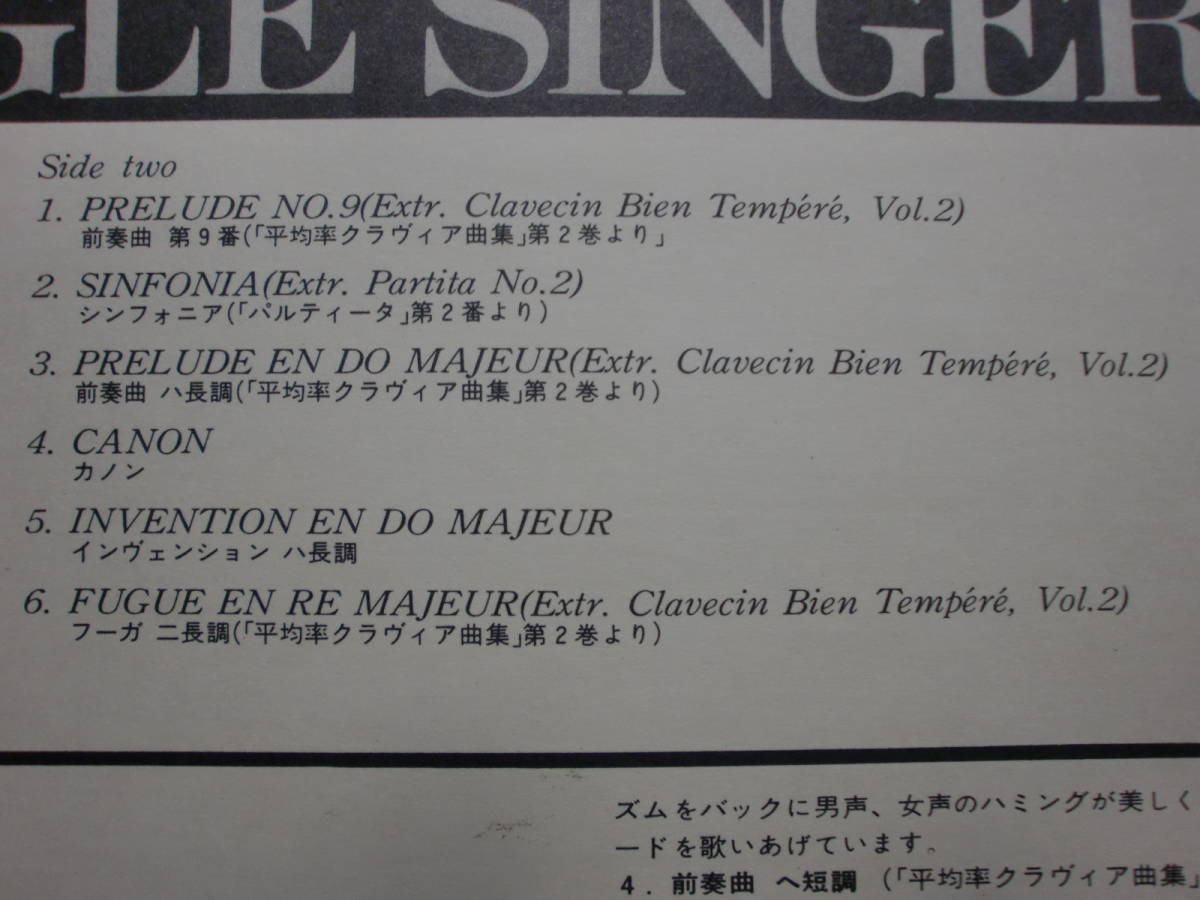 GLE SINGER
Side two
1. PRELUDE NO.9(Extr. Clavecin Bien Tempéré, Vol.2)
前奏曲 第9番(「平均率クラヴィア曲集」第2巻より」
2. SINFONIA(Extr. Partita No.2)
シンフォニア(「パルティータ」第2番より)
3. PRELUDE EN DO MAJEUR(Extr. Clavecin Bien Tempéré, Vol.2)
前奏曲 ハ長調(「平均率クラヴィア曲集」第2巻より)
4. CANON
カノン
5. INVENTION EN DO MAJEUR
インヴェンション ハ長調
6. FUGUE EN RE MAJEUR(Extr. Clavecin Bien Tempéré, Vol.2)
フーガ ニ長調(「平均率クラヴィア曲集」第2巻より)
ズムをバックに男声、女声のハミングが美しく
ードを歌いあげています。
4. 前奏曲 ヘ短調 (「平均率クラヴィア曲集」